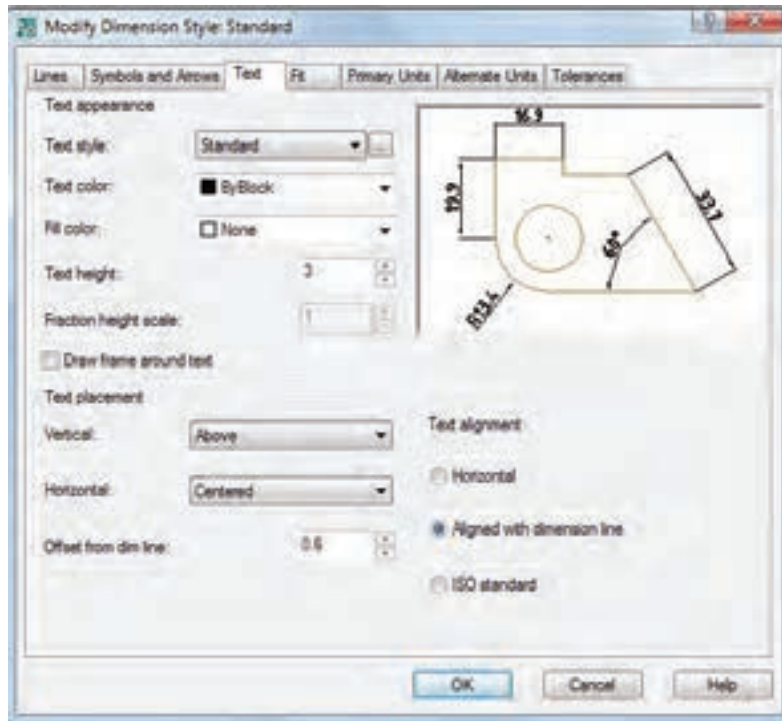 Modify Dimension Style: Standard
Lines Symbols and Arrows Text Fit Primary Units Alternate Units Tolerances
Text appearance
Text style: Standard ...
Text color: ByBlock
Fill color: None
Text height: 3
Fraction height scale: 1
Draw frame around text
16.9
19.9
33.7
60°
R13.4
Text placement
Vertical: Above
Horizontal: Centered
Offset from dim line: 0.6
Text alignment
Horizontal
Aligned with dimension line
ISO standard
OK Cancel Help